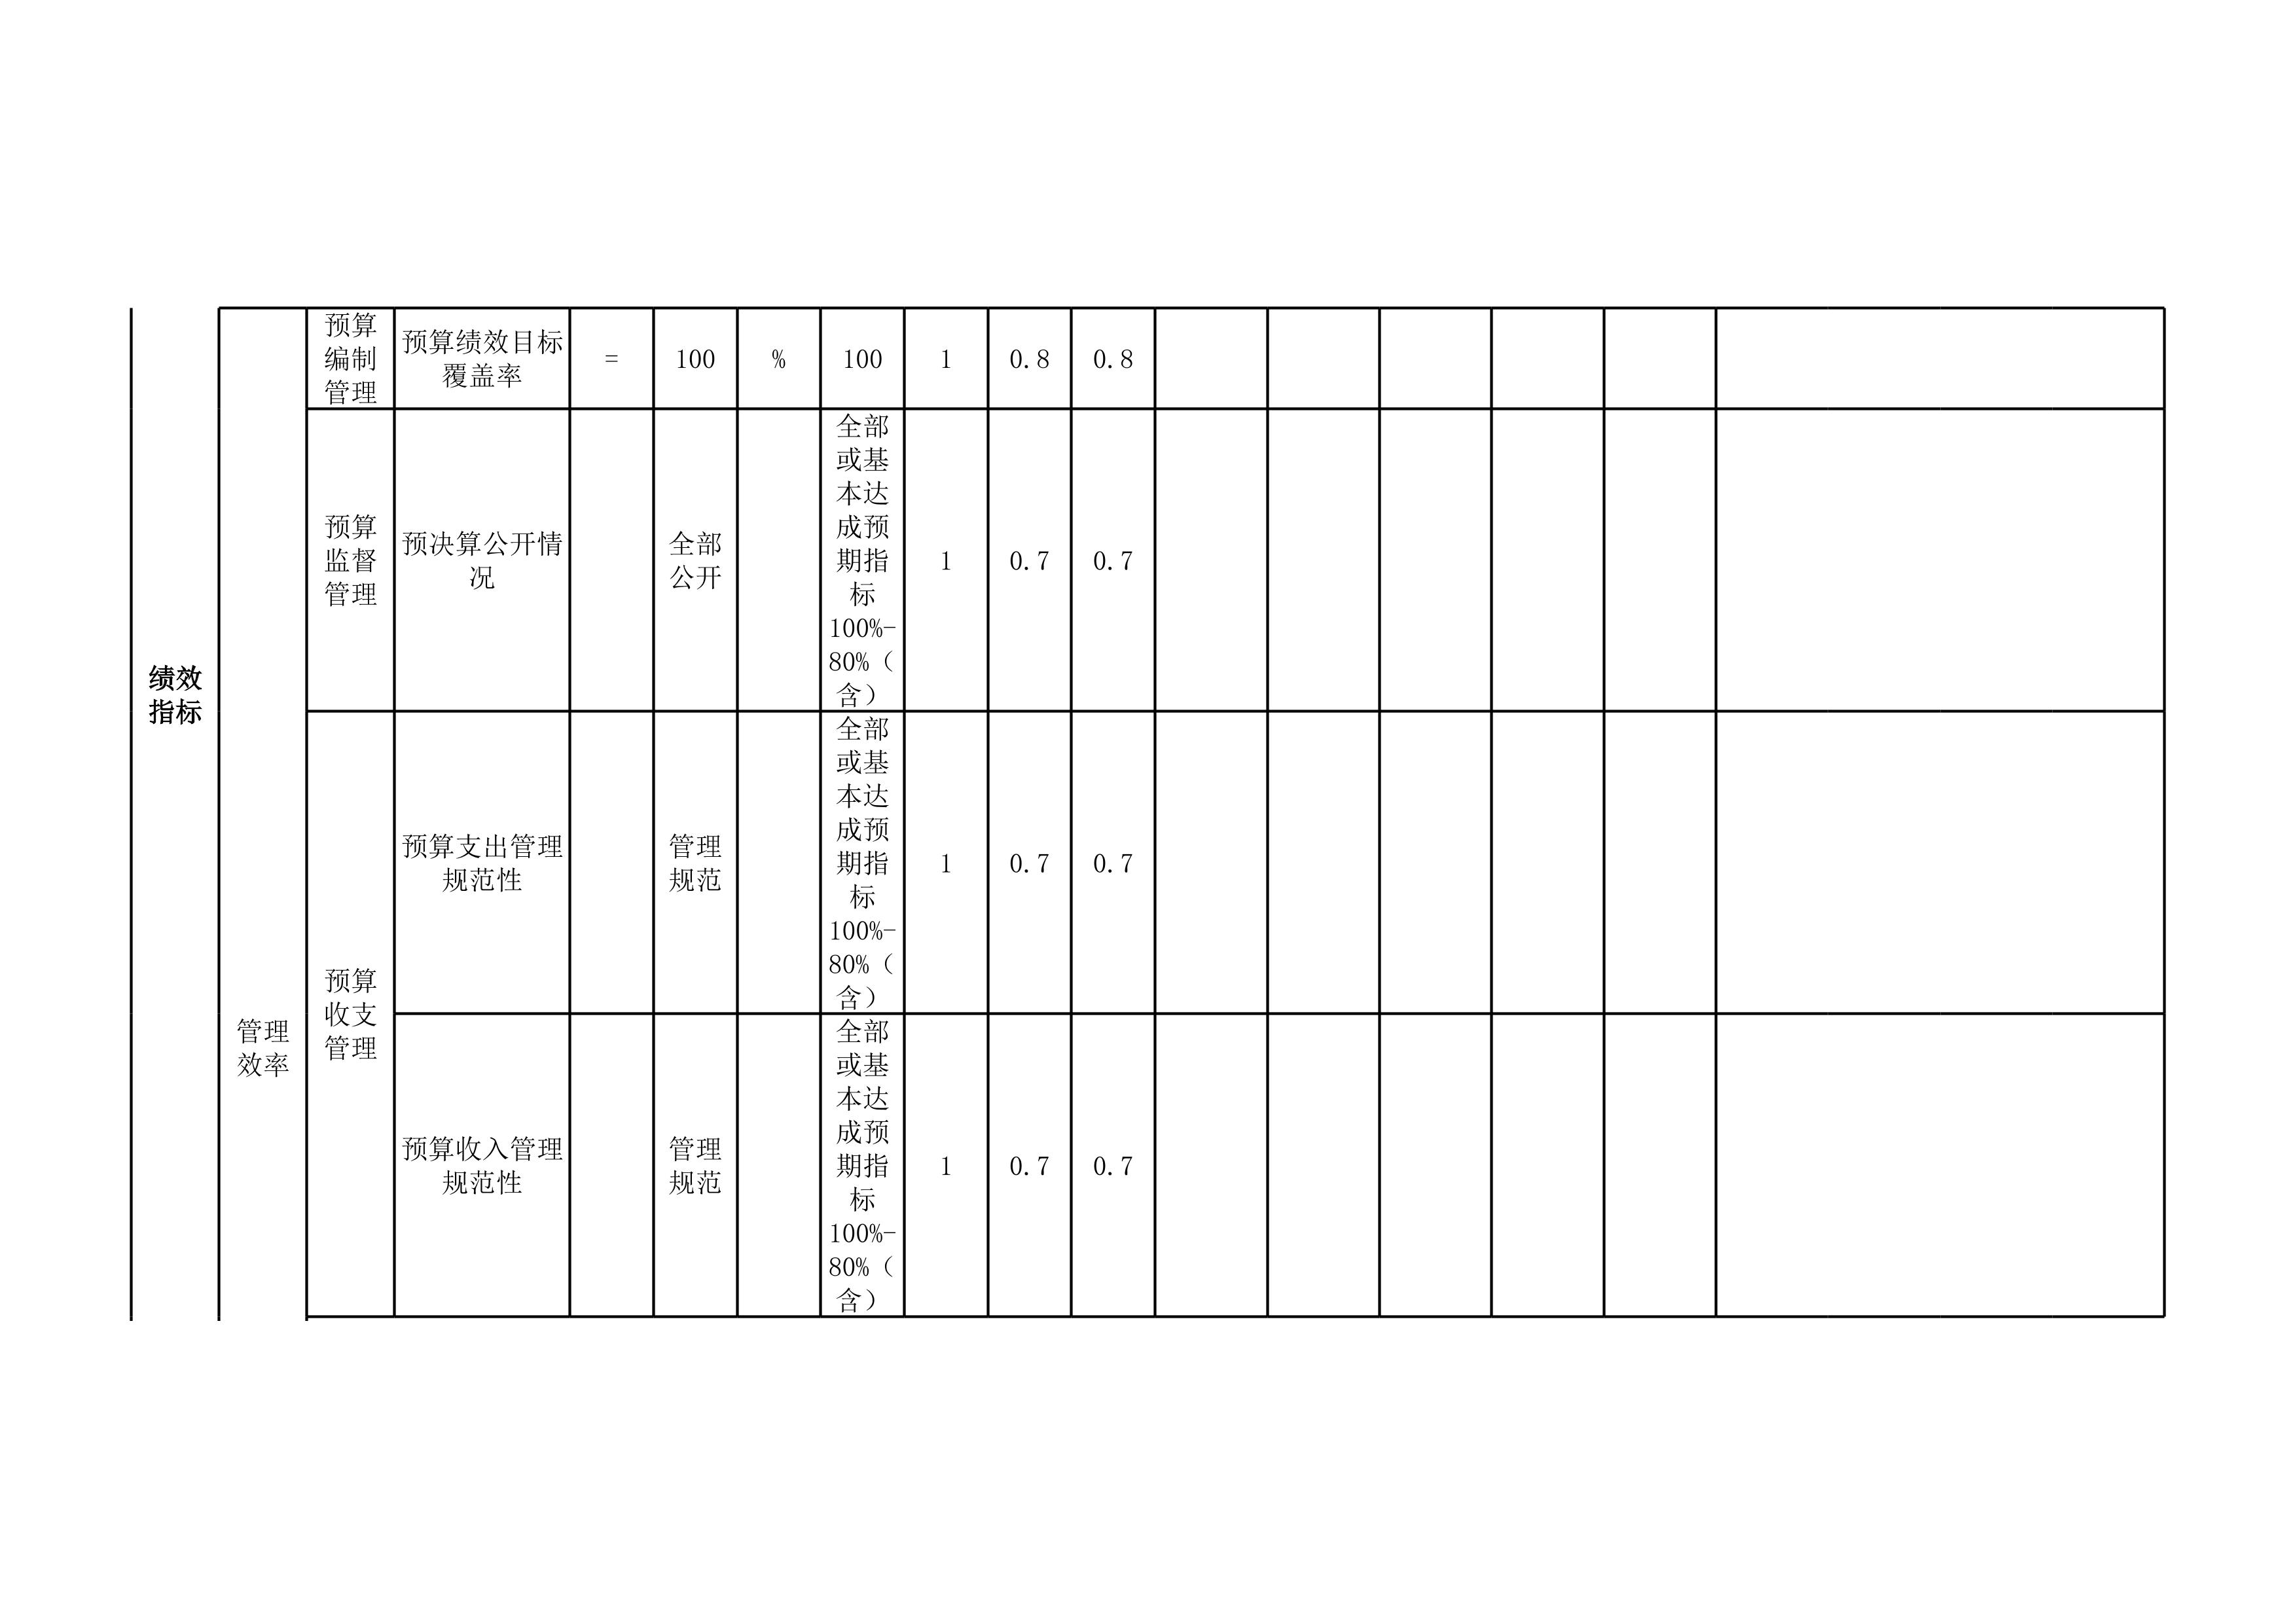 绩效
指标
管理
效率
预算
编制
管理
预算绩效目标
覆盖率
=
100
%
100
1
0.8
0.8
预算
监督
管理
预决算公开情
况
全部
公开
全部
或基
本达
成预
期指
标
100%-
80%（
含）
1
0.7
0.7
预算
收支
管理
预算支出管理
规范性
管理
规范
全部
或基
本达
成预
期指
标
100%-
80%（
含）
1
0.7
0.7
预算收入管理
规范性
管理
规范
全部
或基
本达
成预
期指
标
100%-
80%（
含）
1
0.7
0.7